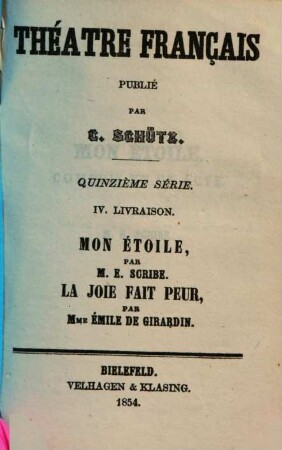 THÉATRE FRANÇAIS
PUBLIÉ
PAR
C. SCHÜTZ.
QUINZIÈME SÉRIE.
IV. LIVRAISON.
MON ÉTOILE,
PAR
M. E. SCRIBE.
LA JOIE FAIT PEUR,
PAR
MME ÉMILE DE GIRARDIN.
BIELEFELD.
VELHAGEN & KLASING.
1854.